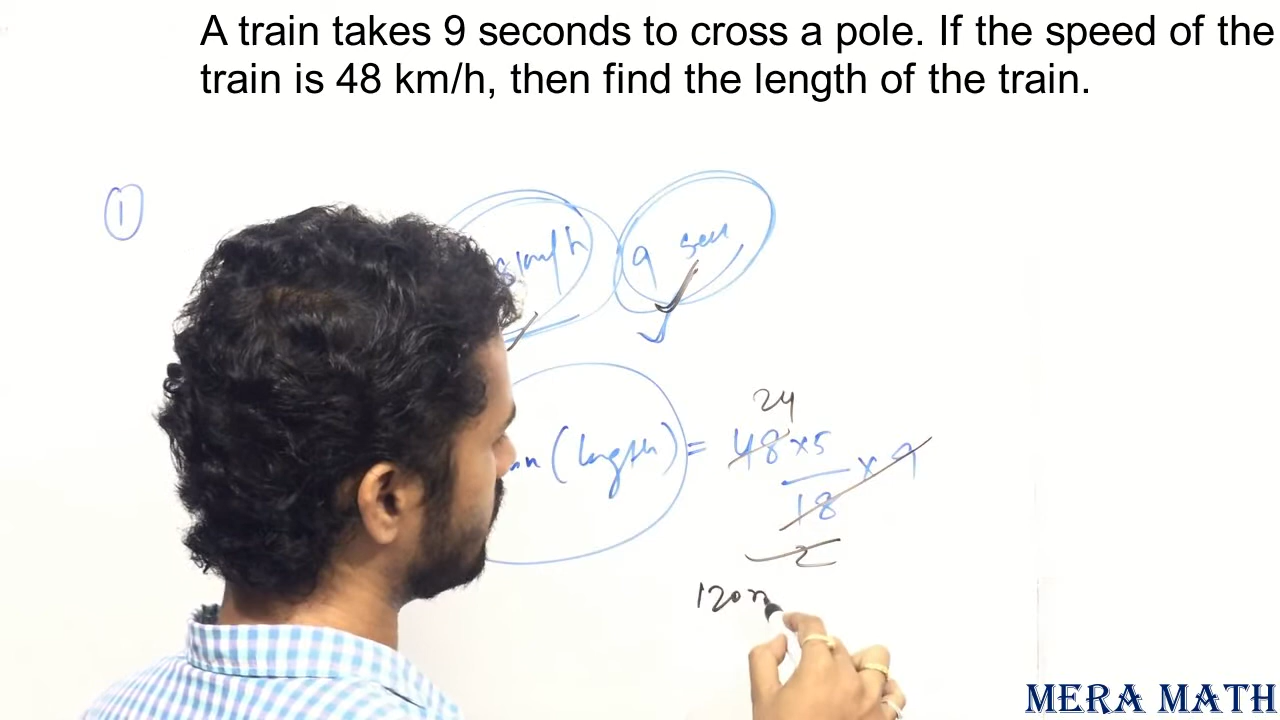 A train takes 9 seconds to cross a pole. If the speed of the
train is 48 km/h, then find the length of the train.
1
9 sec
24
(length) = 48×5 × 9
18
2
120m
MERA MATH